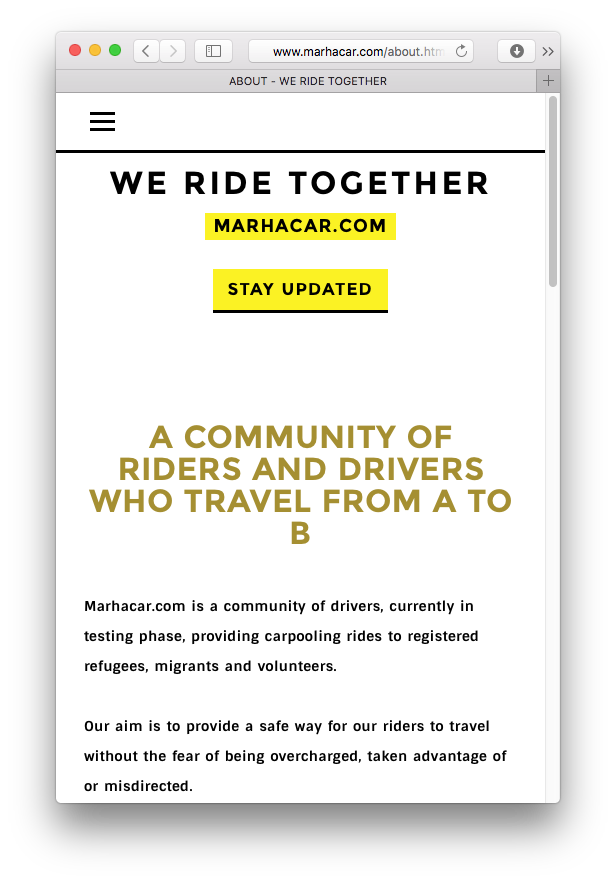 www.marhacar.com/about.htm
ABOUT - WE RIDE TOGETHER
WE RIDE TOGETHER
MARHACAR.COM
STAY UPDATED
A COMMUNITY OF
RIDERS AND DRIVERS
WHO TRAVEL FROM A TO
B
Marhacar.com is a community of drivers, currently in
testing phase, providing carpooling rides to registered
refugees, migrants and volunteers.
Our aim is to provide a safe way for our riders to travel
without the fear of being overcharged, taken advantage of
or misdirected.